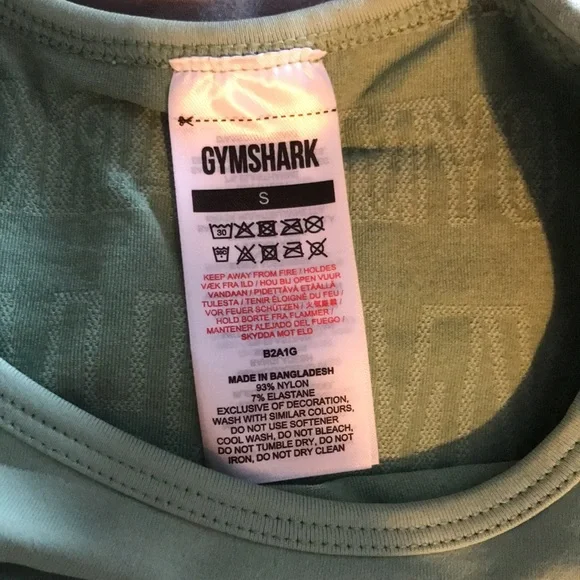 GYMSHARK
S
30
KEEP AWAY FROM FIRE / HOLDES
VÆK FRA ILD / HOU BIJ OPEN VUUR
VANDAAN / PIDETTÄVÄ ETÄÄLLÄ
TULESTA / TENIR ÉLOIGNÉ DU FEU /
VOR FEUER SCHÜTZEN /
HOLD BORTE FRA FLAMMER /
MANTENER ALEJADO DEL FUEGO /
SKYDDA MOT ELD
B2A1G
MADE IN BANGLADESH
93% NYLON
7% ELASTANE
EXCLUSIVE OF DECORATION,
WASH WITH SIMILAR COLOURS,
DO NOT USE SOFTENER
COOL WASH, DO NOT BLEACH,
DO NOT TUMBLE DRY, DO NOT
IRON, DO NOT DRY CLEAN